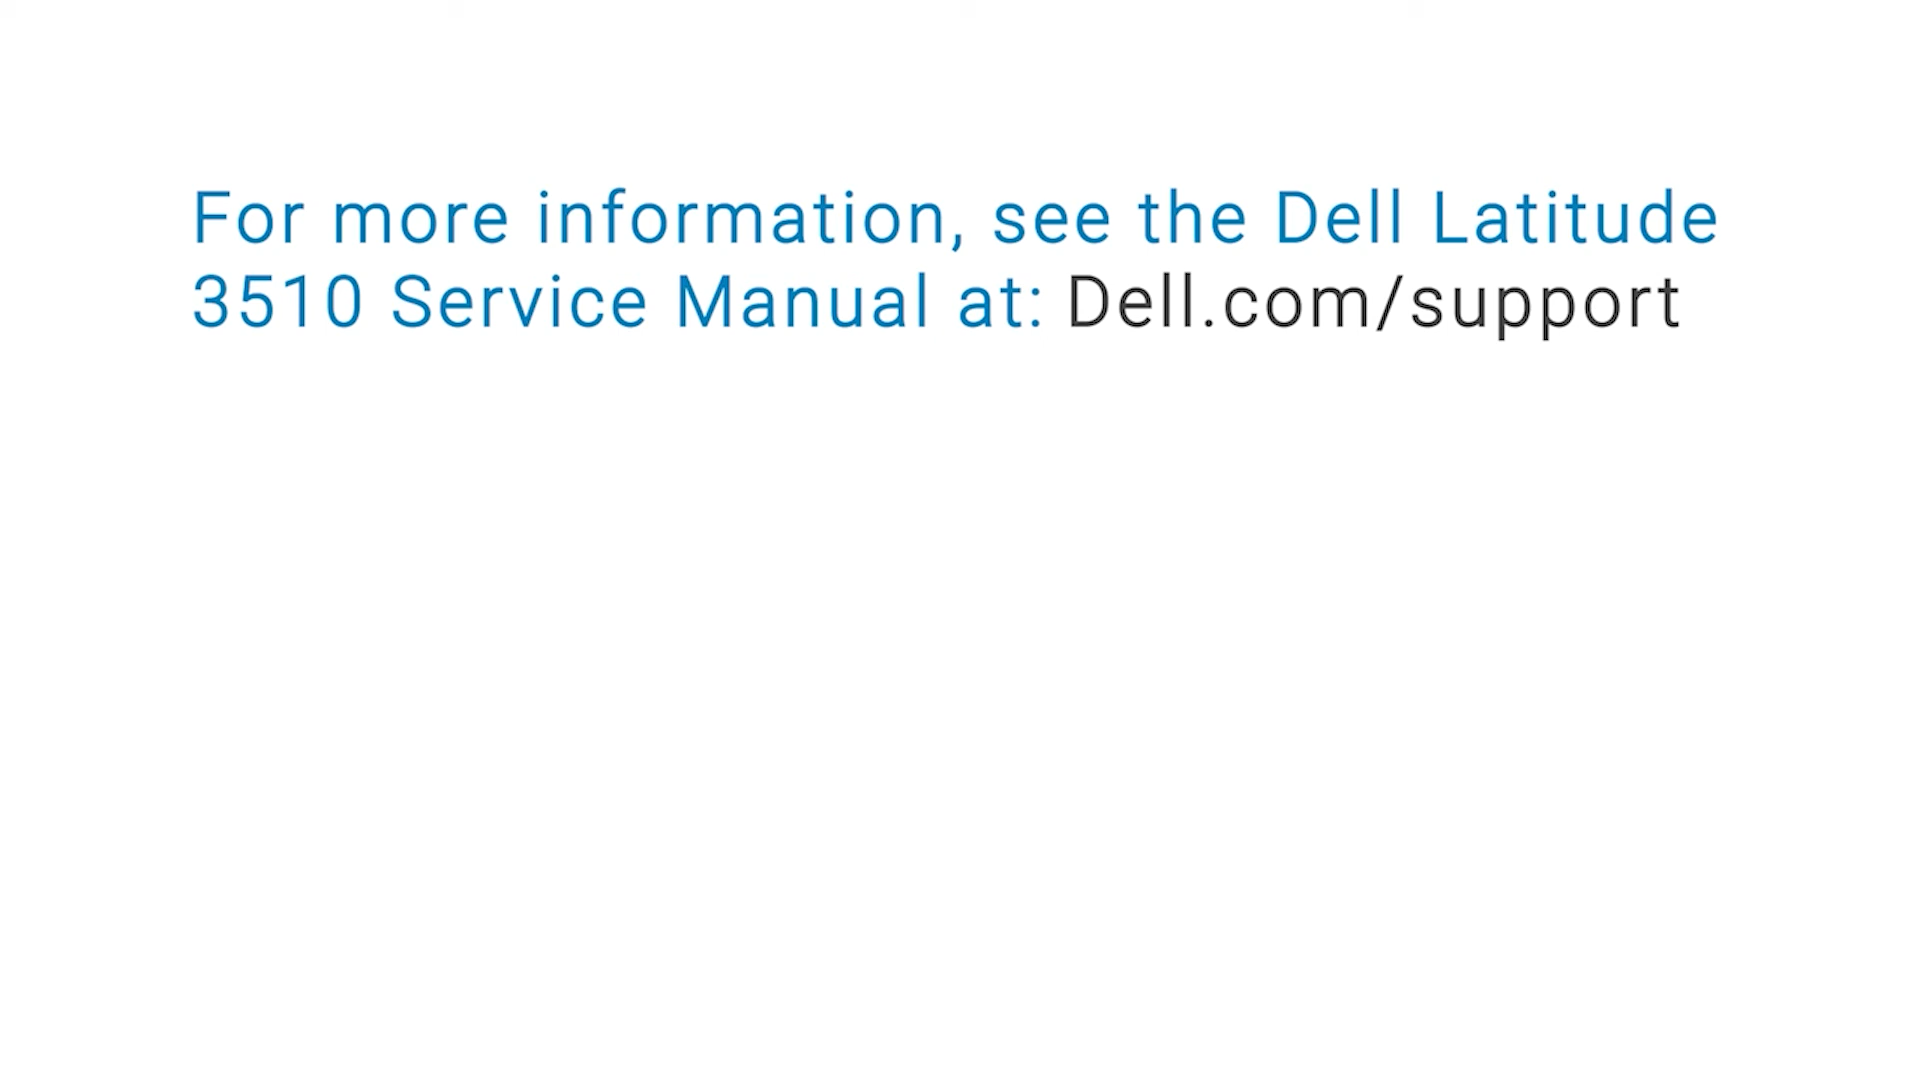 For more information, see the Dell Latitude
3510 Service Manual at: Dell.com/support